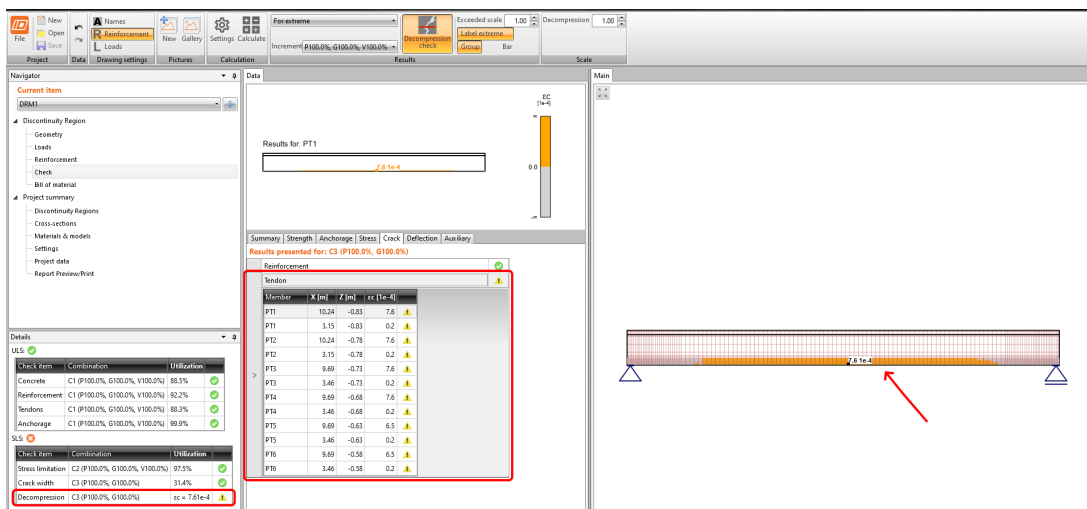 File
New
Open
Save
Project
Data
A Names
R Reinforcement
L Loads
Drawing settings
New
Gallery
Pictures
Settings
Calculate
Calculation
For extreme
Increment P100.0%, G100.0%, V100.0%
Decompression check
Exceeded scale 1.00
Label extreme
Group Bar
Results
Decompression 1.00
Scale
Navigator
Current item
DRM1
Discontinuity Region
Geometry
Loads
Reinforcement
Check
Bill of material
Project summary
Discontinuity Regions
Cross-sections
Materials & models
Settings
Project data
Report Preview/Print
Details
ULS:
Check item Combination Utilization
Concrete C1 (P100.0%, G100.0%, V100.0%) 88.5%
Reinforcement C1 (P100.0%, G100.0%, V100.0%) 92.2%
Tendons C1 (P100.0%, G100.0%, V100.0%) 88.3%
Anchorage C1 (P100.0%, G100.0%, V100.0%) 99.9%
SLS:
Check item Combination Utilization
Stress limitation C2 (P100.0%, G100.0%, V100.0%) 97.5%
Crack width C3 (P100.0%, G100.0%) 31.4%
Decompression C3 (P100.0%, G100.0%) εc = 7.61e-4
Data
εc
[1e-4]
∞
Results for: PT1
7.6 1e-4
0.0
-∞
Summary Strength Anchorage Stress Crack Deflection Auxiliary
Results presented for: C3 (P100.0%, G100.0%)
Reinforcement
Tendon
Member X [m] Z [m] εc [1e-4]
PT1 10.24 -0.83 7.6
PT1 3.15 -0.83 0.2
PT2 10.24 -0.78 7.6
PT2 3.15 -0.78 0.2
PT3 9.69 -0.73 7.6
PT3 3.46 -0.73 0.2
PT4 9.69 -0.68 7.6
PT4 3.46 -0.68 0.2
PT5 9.69 -0.63 6.5
PT5 3.46 -0.63 0.2
PT6 9.69 -0.58 6.5
PT6 3.46 -0.58 0.2
Main
7.6 1e-4